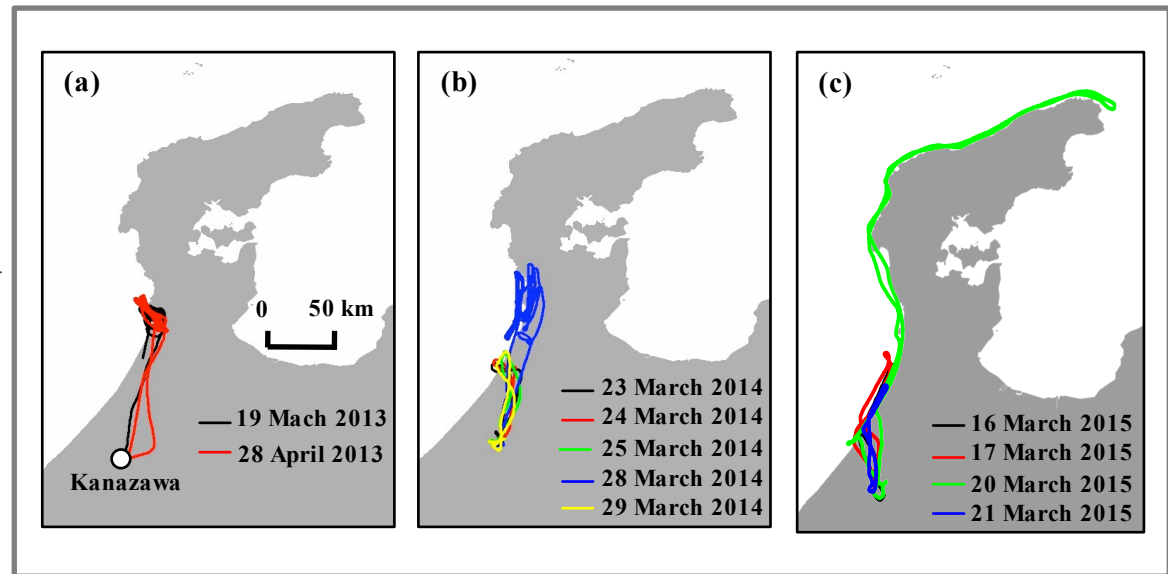 (a)
0 50 km
19 Mach 2013
28 April 2013
Kanazawa
(b)
23 March 2014
24 March 2014
25 March 2014
28 March 2014
29 March 2014
(c)
16 March 2015
17 March 2015
20 March 2015
21 March 2015